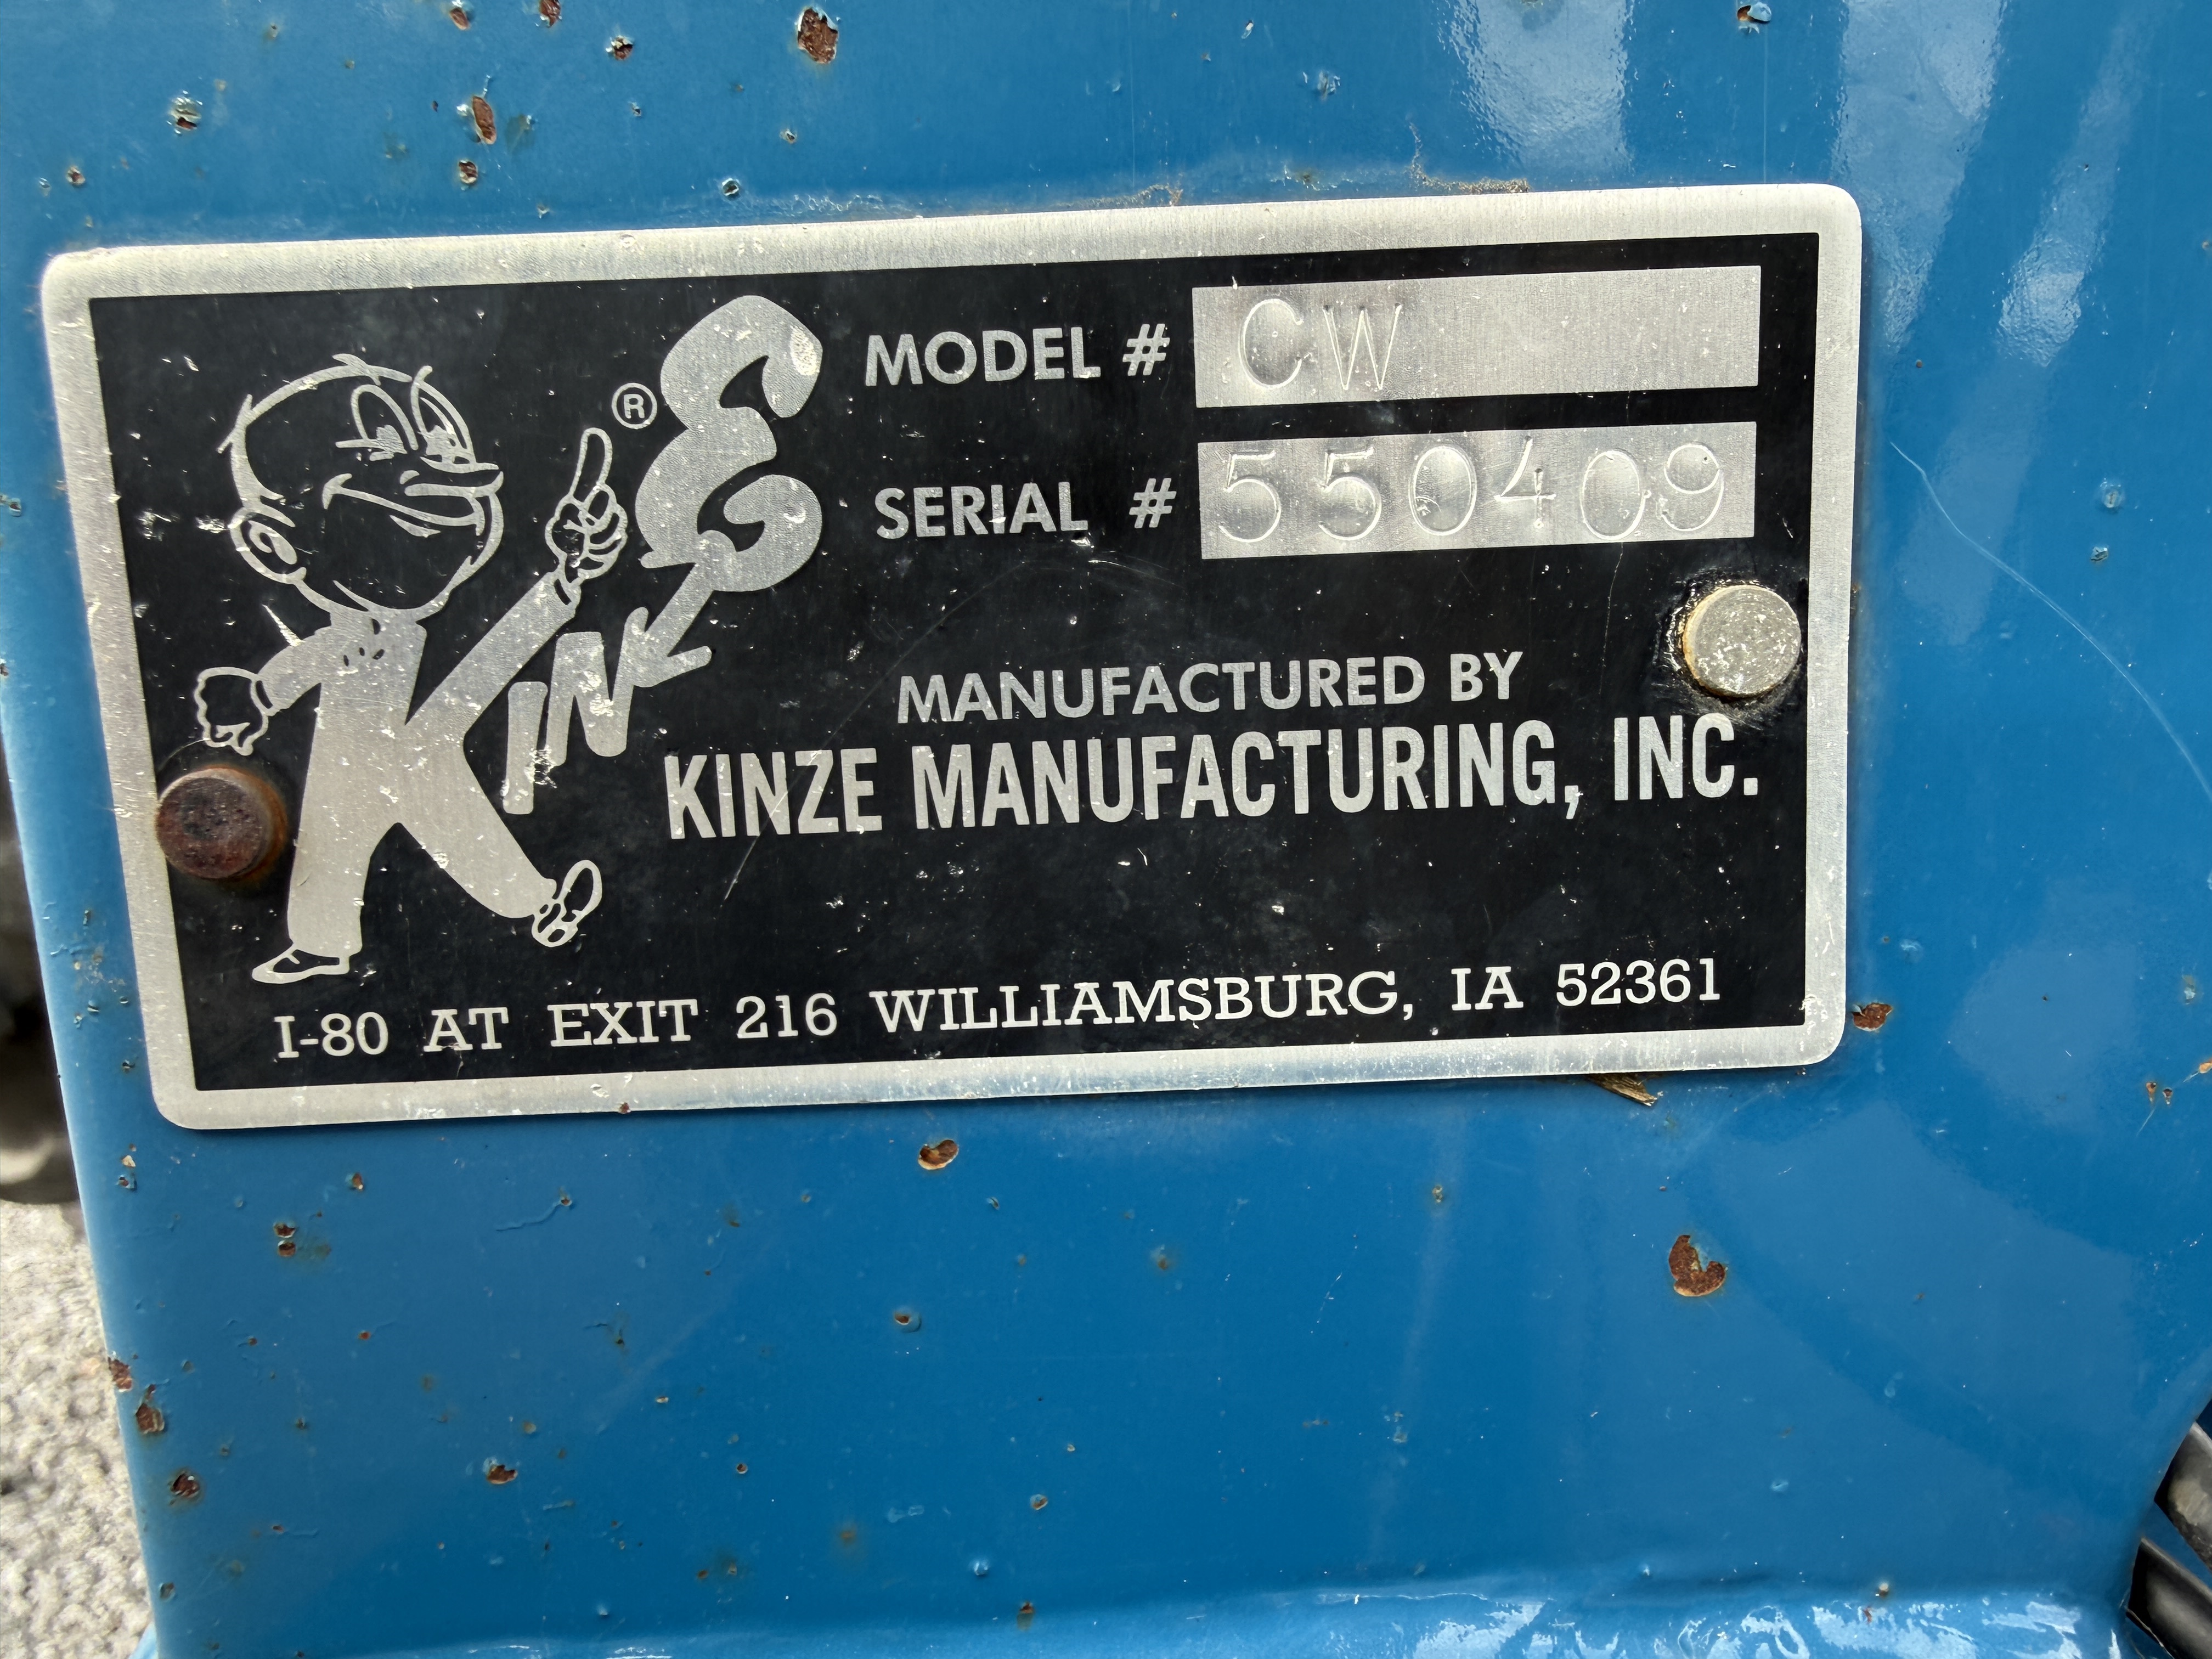 KINZE ®
MODEL # CW
SERIAL # 550409
MANUFACTURED BY
KINZE MANUFACTURING, INC.
I-80 AT EXIT 216 WILLIAMSBURG, IA 52361